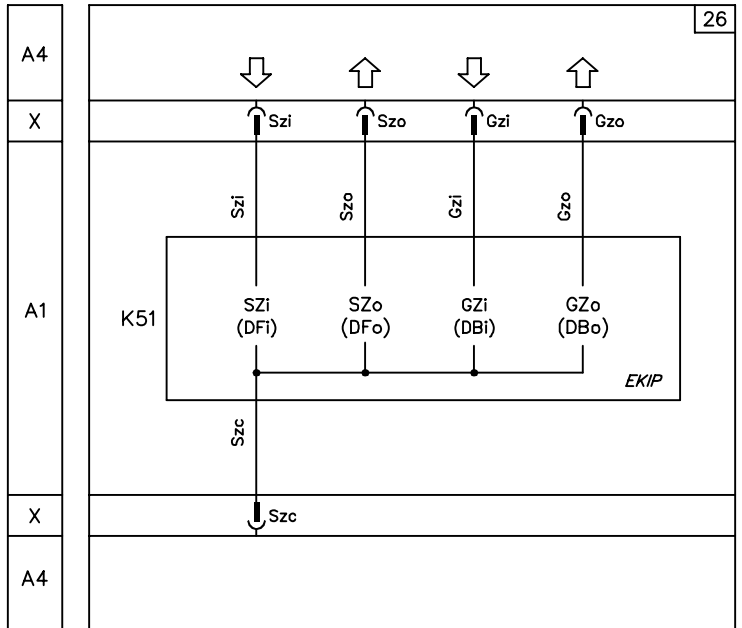 26
A4
X
Szi Szo Gzi Gzo
Szi Szo Gzi Gzo
A1
K51
SZi SZo GZi GZo
(DFi) (DFo) (DBi) (DBo)
EKIP
Szc
X
Szc
A4